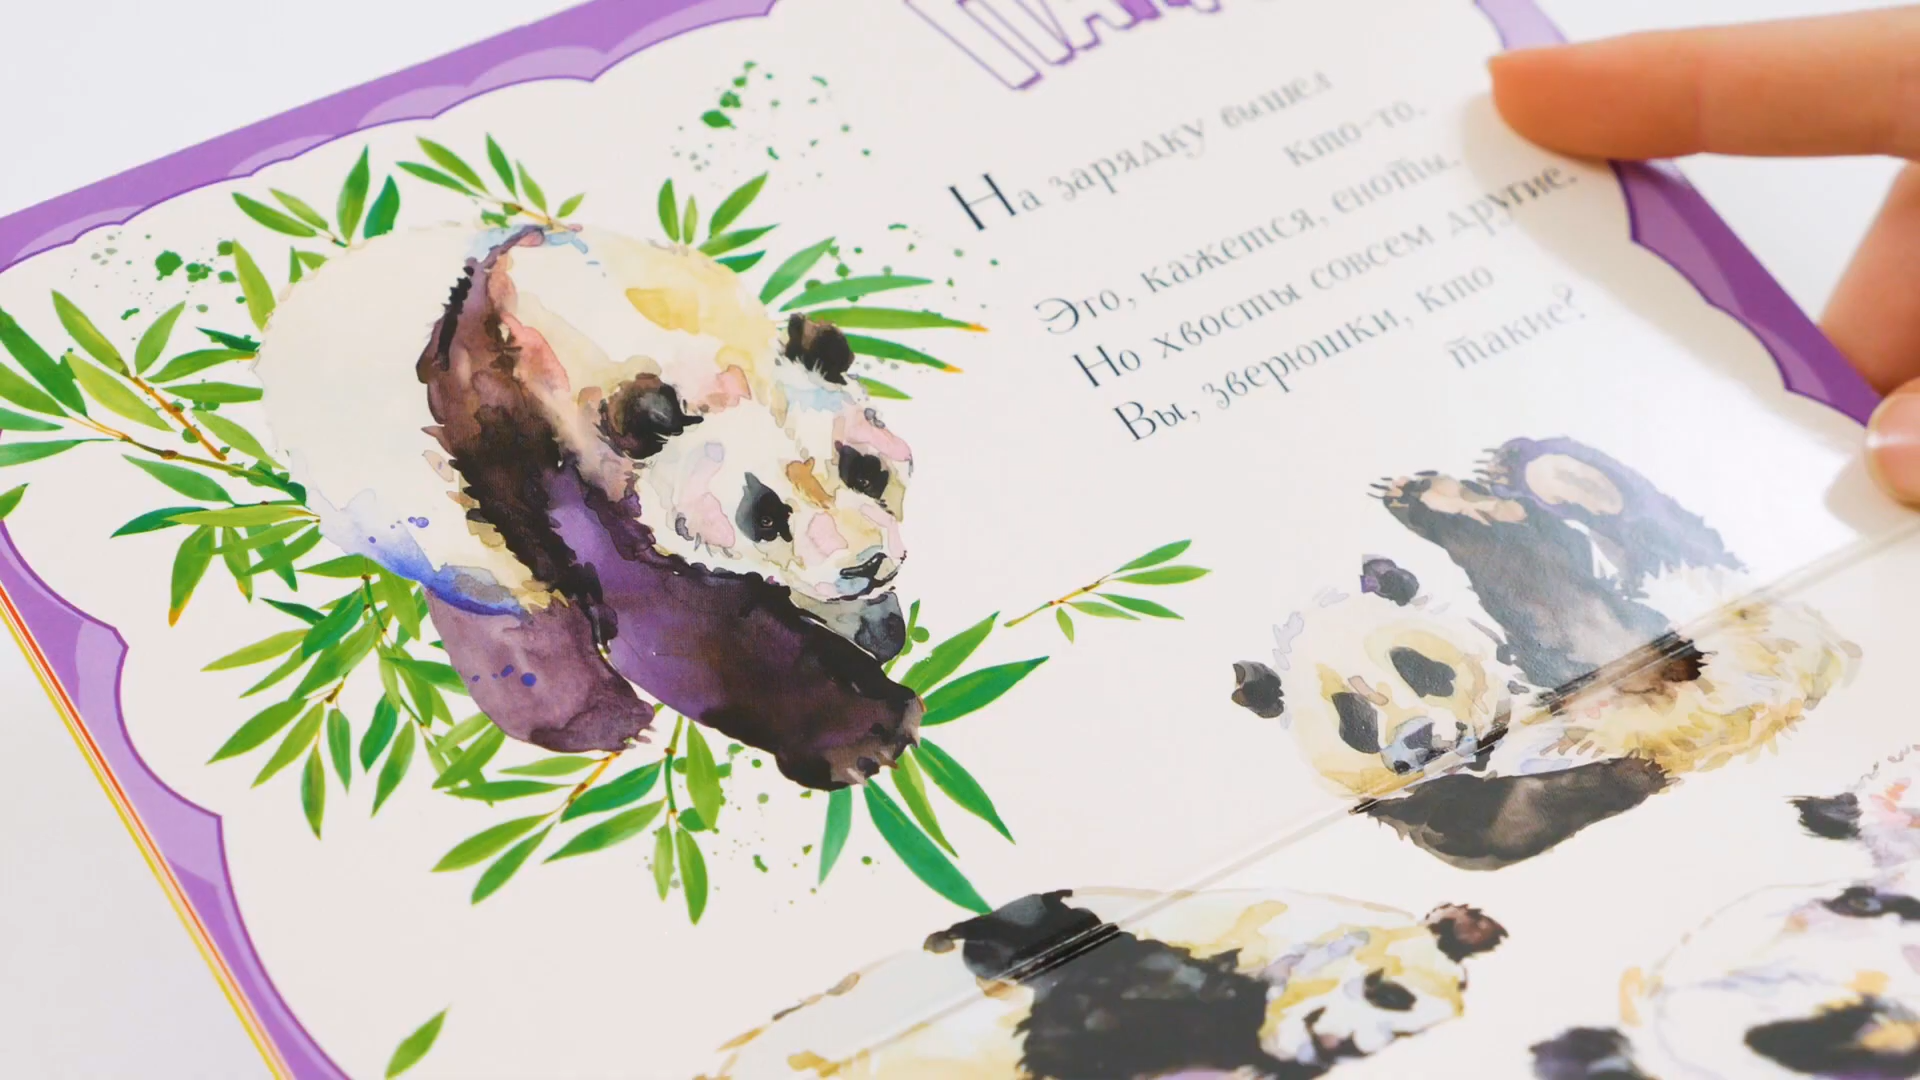 На зарядку вышел
кто-то.
Это, кажется, еноты.
Но хвосты совсем другие.
Вы, зверюшки, кто
такие?